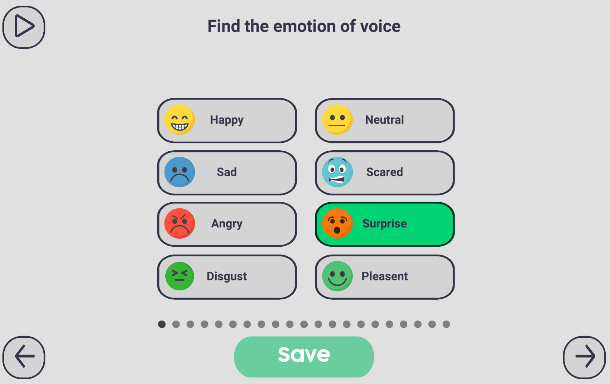 Find the emotion of voice
Happy
Neutral
Sad
Scared
Angry
Surprise
Disgust
Pleasent
Save